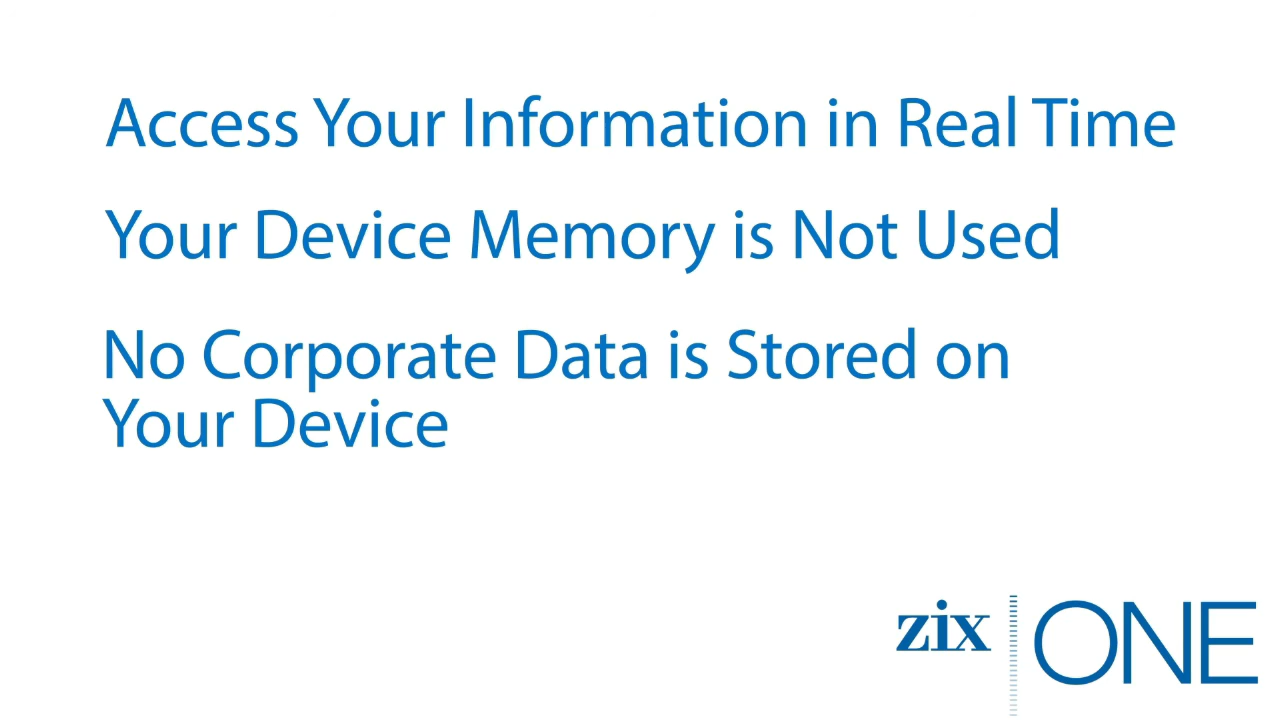 Access Your Information in Real Time
Your Device Memory is Not Used
No Corporate Data is Stored on
Your Device
zix ONE